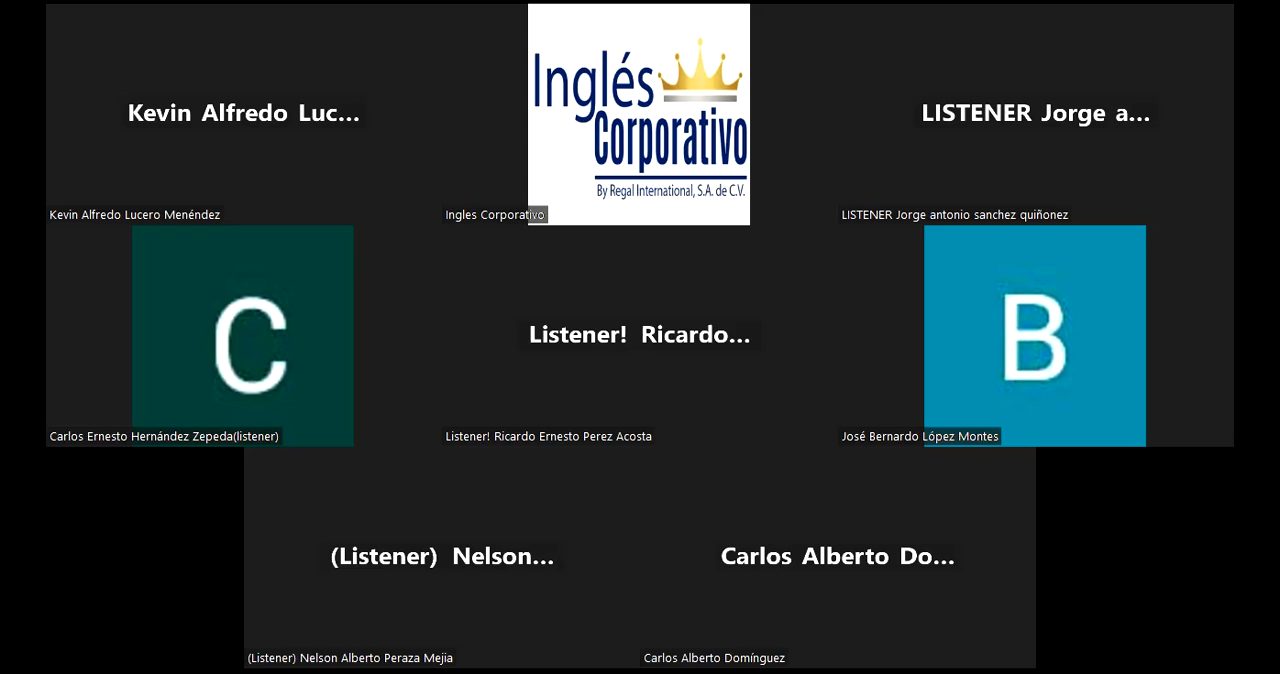 Kevin Alfredo Luc...
Kevin Alfredo Lucero Menéndez
Inglés
Corporativo
By Regal International, S.A. de C.V.
Ingles Corporativo
LISTENER Jorge a...
LISTENER Jorge antonio sanchez quiñonez
C
Carlos Ernesto Hernández Zepeda(listener)
Listener! Ricardo...
Listener! Ricardo Ernesto Perez Acosta
B
José Bernardo López Montes
(Listener) Nelson...
(Listener) Nelson Alberto Peraza Mejia
Carlos Alberto Do...
Carlos Alberto Domínguez